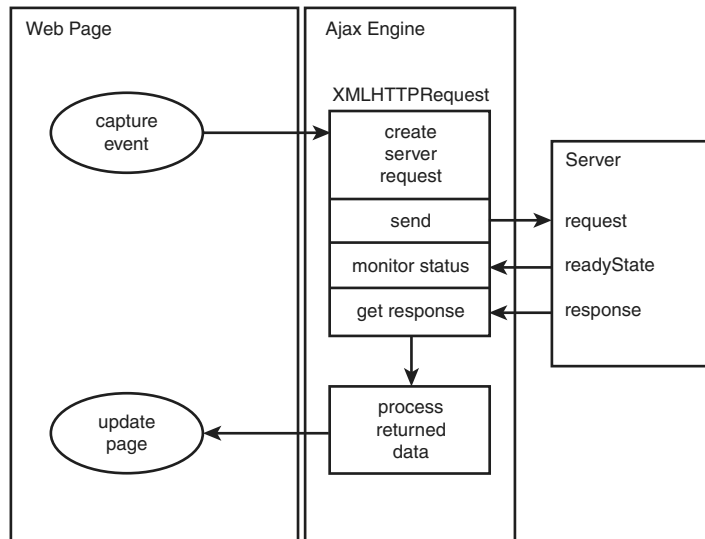 Web Page
Ajax Engine
XMLHTTPRequest
capture
event
create
server
request
Server
send
request
monitor status
readyState
get response
response
update
page
process
returned
data